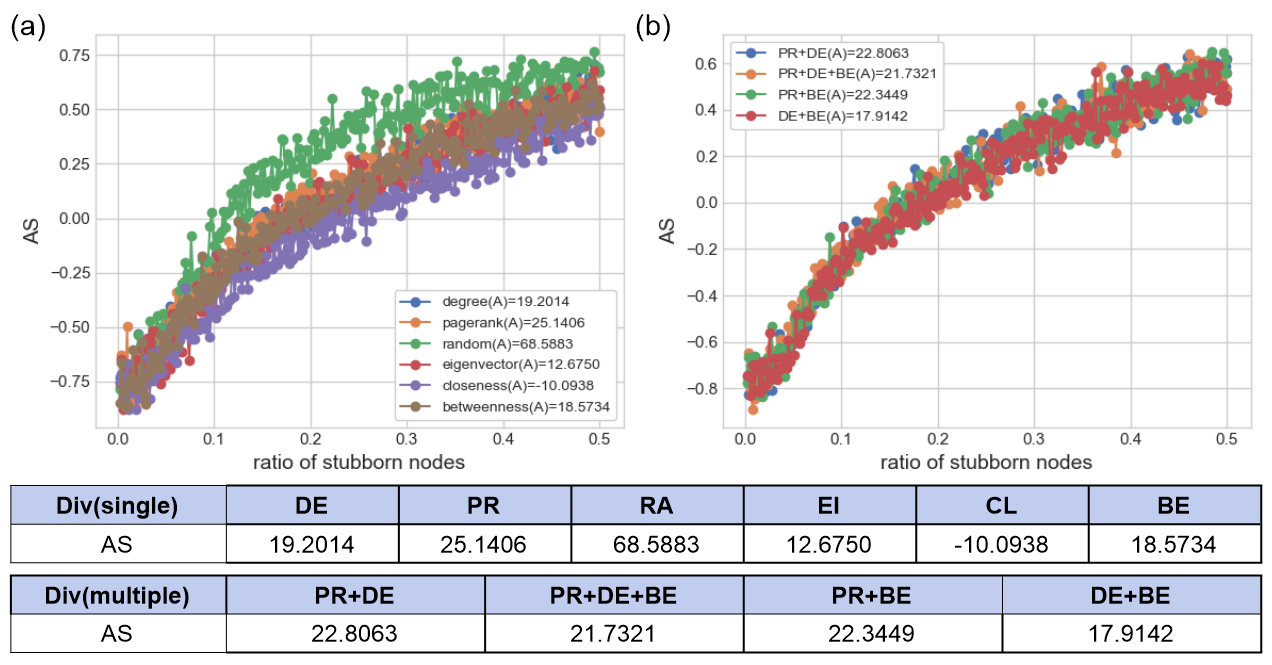 (a)
0.75
0.50
0.25
0.00
−0.25
−0.50
−0.75
AS
degree(A)=19.2014
pagerank(A)=25.1406
random(A)=68.5883
eigenvector(A)=12.6750
closeness(A)=-10.0938
betweenness(A)=18.5734
0.0 0.1 0.2 0.3 0.4 0.5
ratio of stubborn nodes
(b)
PR+DE(A)=22.8063
PR+DE+BE(A)=21.7321
PR+BE(A)=22.3449
DE+BE(A)=17.9142
0.6
0.4
0.2
0.0
−0.2
−0.4
−0.6
−0.8
AS
0.0 0.1 0.2 0.3 0.4 0.5
ratio of stubborn nodes
Div(single) DE PR RA EI CL BE
AS 19.2014 25.1406 68.5883 12.6750 -10.0938 18.5734
Div(multiple) PR+DE PR+DE+BE PR+BE DE+BE
AS 22.8063 21.7321 22.3449 17.9142